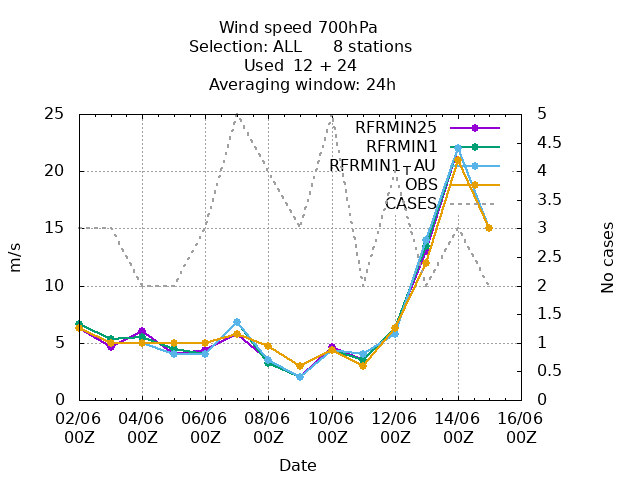 Wind speed 700hPa
Selection: ALL 8 stations
Used 12 + 24
Averaging window: 24h
25
20
15
10
5
0
m/s
5
4.5
4
3.5
3
2.5
2
1.5
1
0.5
0
No cases
RFRMIN25
RFRMIN1
RFRMIN1_AU
OBS
CASES
02/06 04/06 06/06 08/06 10/06 12/06 14/06 16/06
00Z 00Z 00Z 00Z 00Z 00Z 00Z 00Z
Date